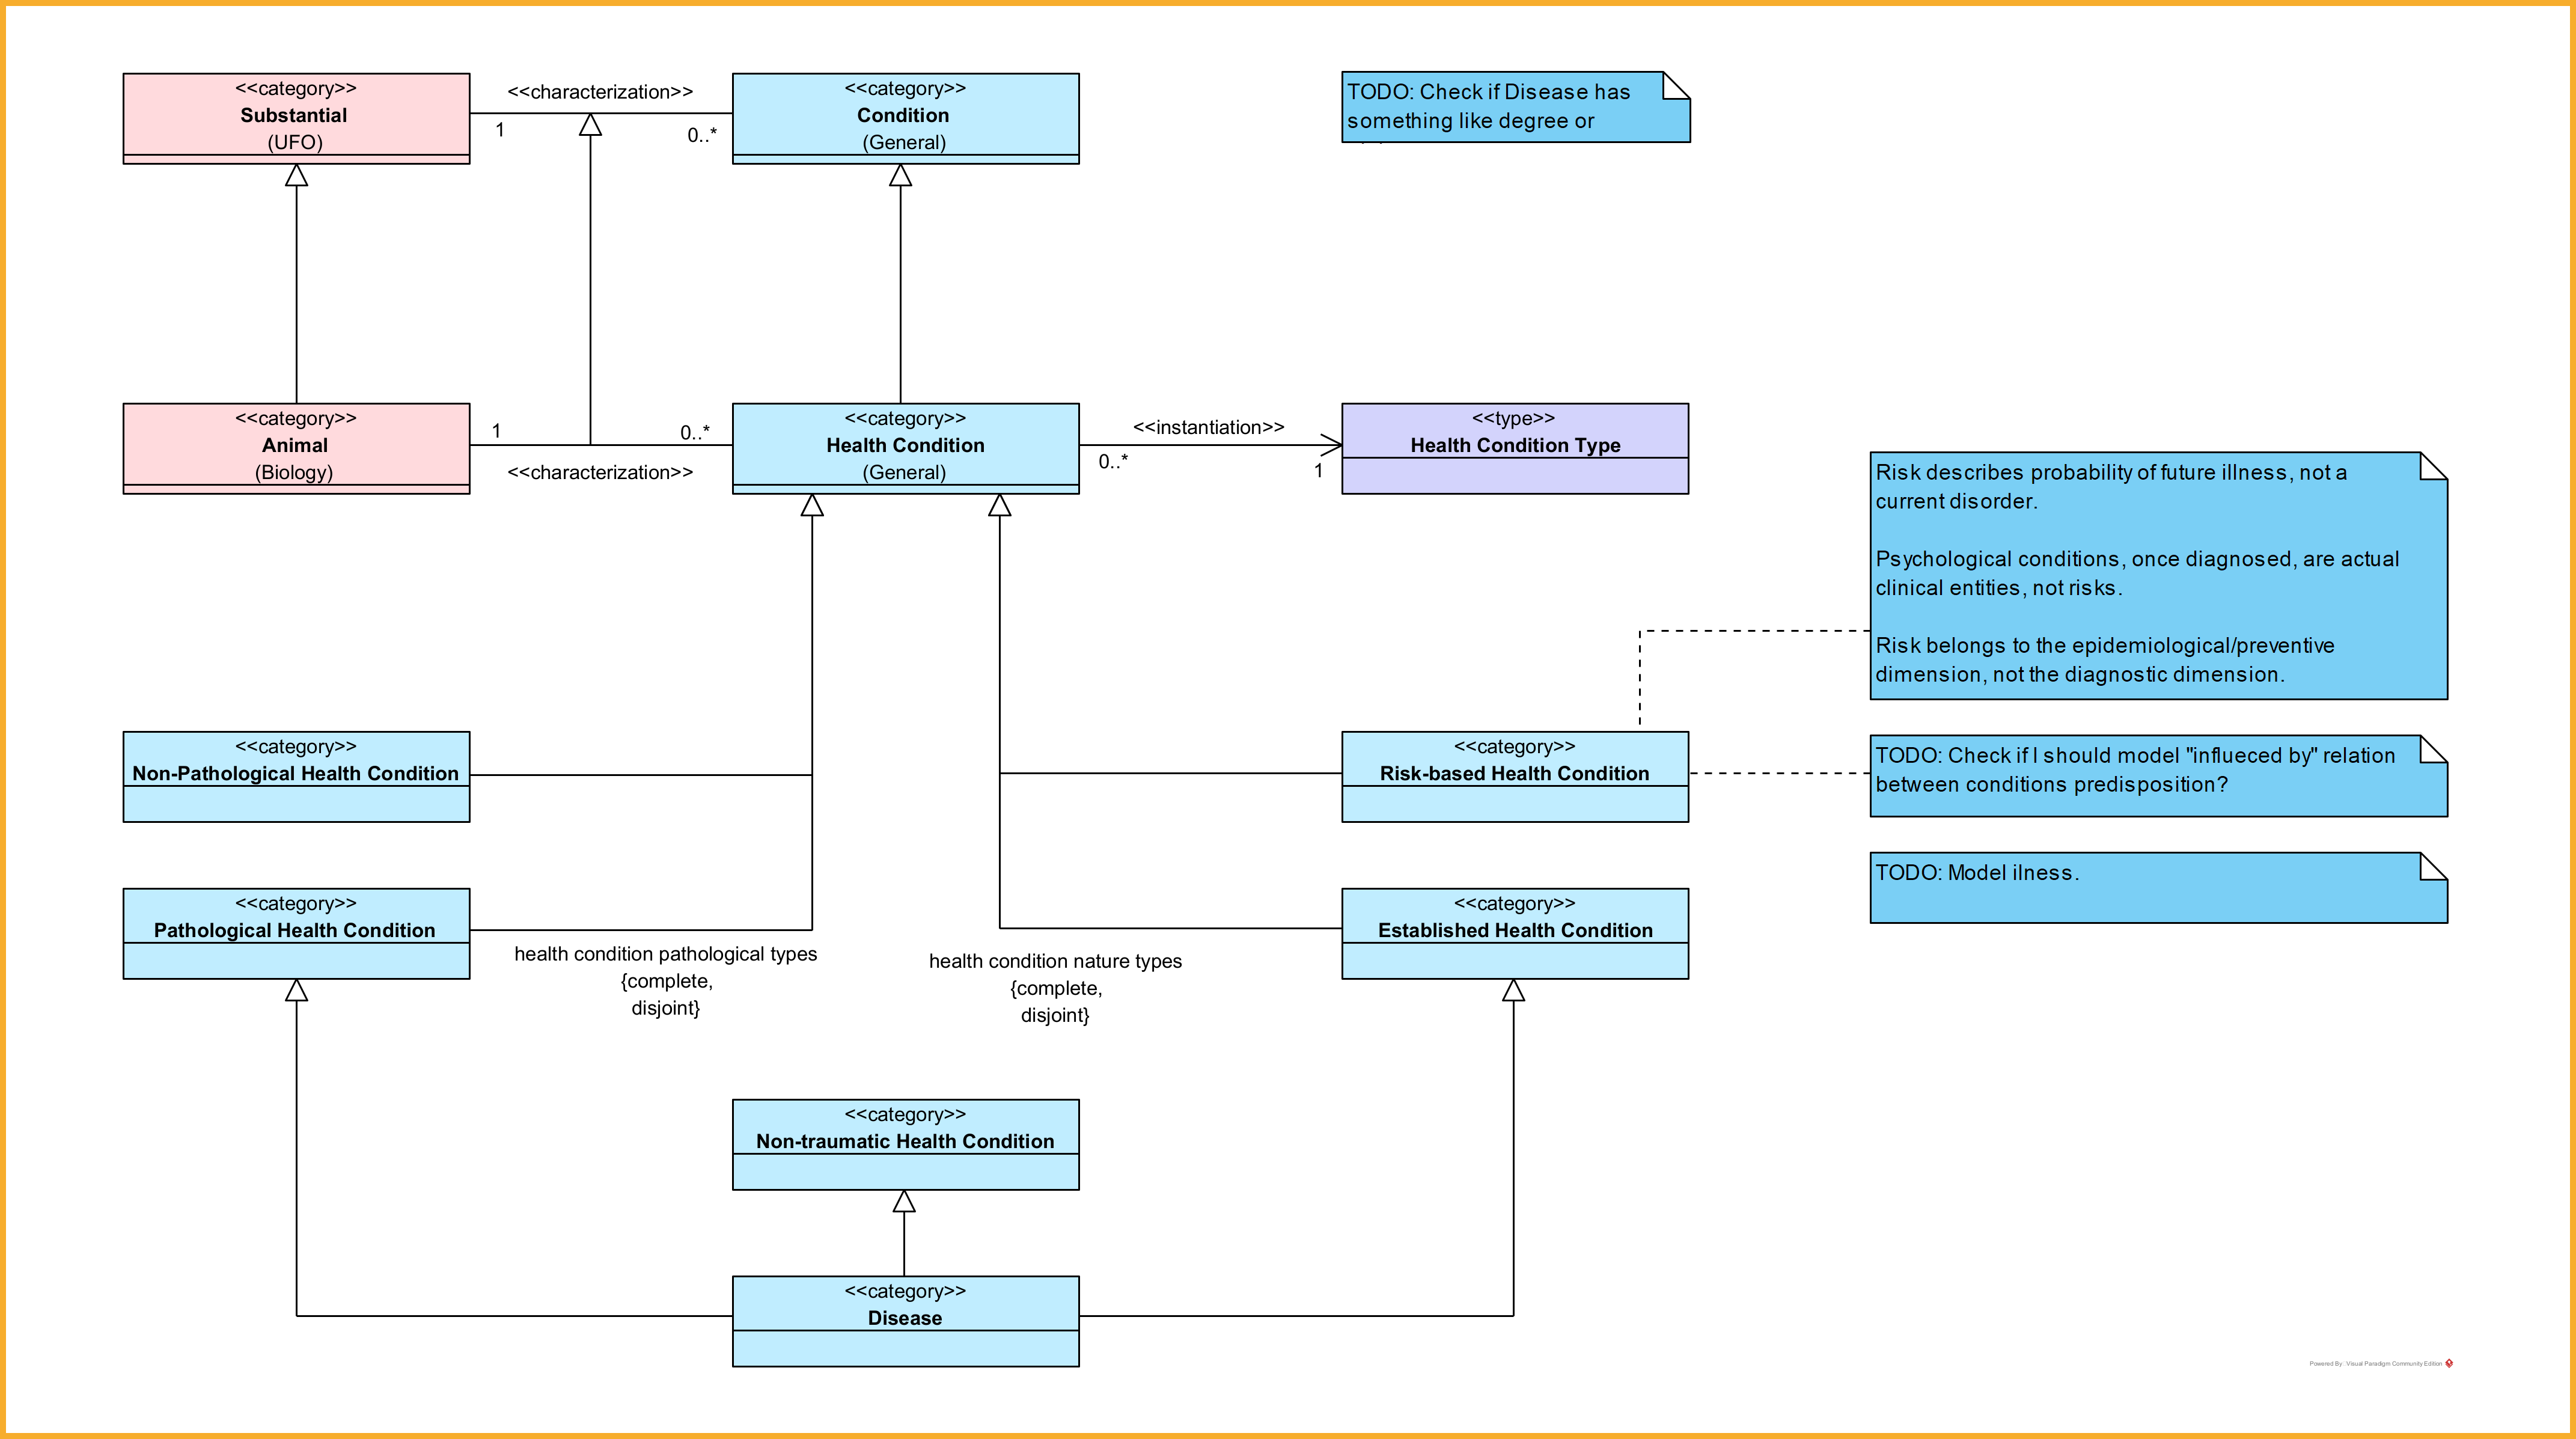 <<category>>
Substantial
(UFO)
<<characterization>>
1
0..*
<<category>>
Condition
(General)
TODO: Check if Disease has
something like degree or
<<category>>
Animal
(Biology)
1
0..*
<<characterization>>
<<category>>
Health Condition
(General)
<<instantiation>>
0..*
1
<<type>>
Health Condition Type
Risk describes probability of future illness, not a
current disorder.
Psychological conditions, once diagnosed, are actual
clinical entities, not risks.
Risk belongs to the epidemiological/preventive
dimension, not the diagnostic dimension.
<<category>>
Non-Pathological Health Condition
<<category>>
Risk-based Health Condition
TODO: Check if I should model "influeced by" relation
between conditions predisposition?
<<category>>
Pathological Health Condition
health condition pathological types
{complete,
disjoint}
health condition nature types
{complete,
disjoint}
<<category>>
Established Health Condition
TODO: Model ilness.
<<category>>
Non-traumatic Health Condition
<<category>>
Disease
Powered By Visual Paradigm Community Edition